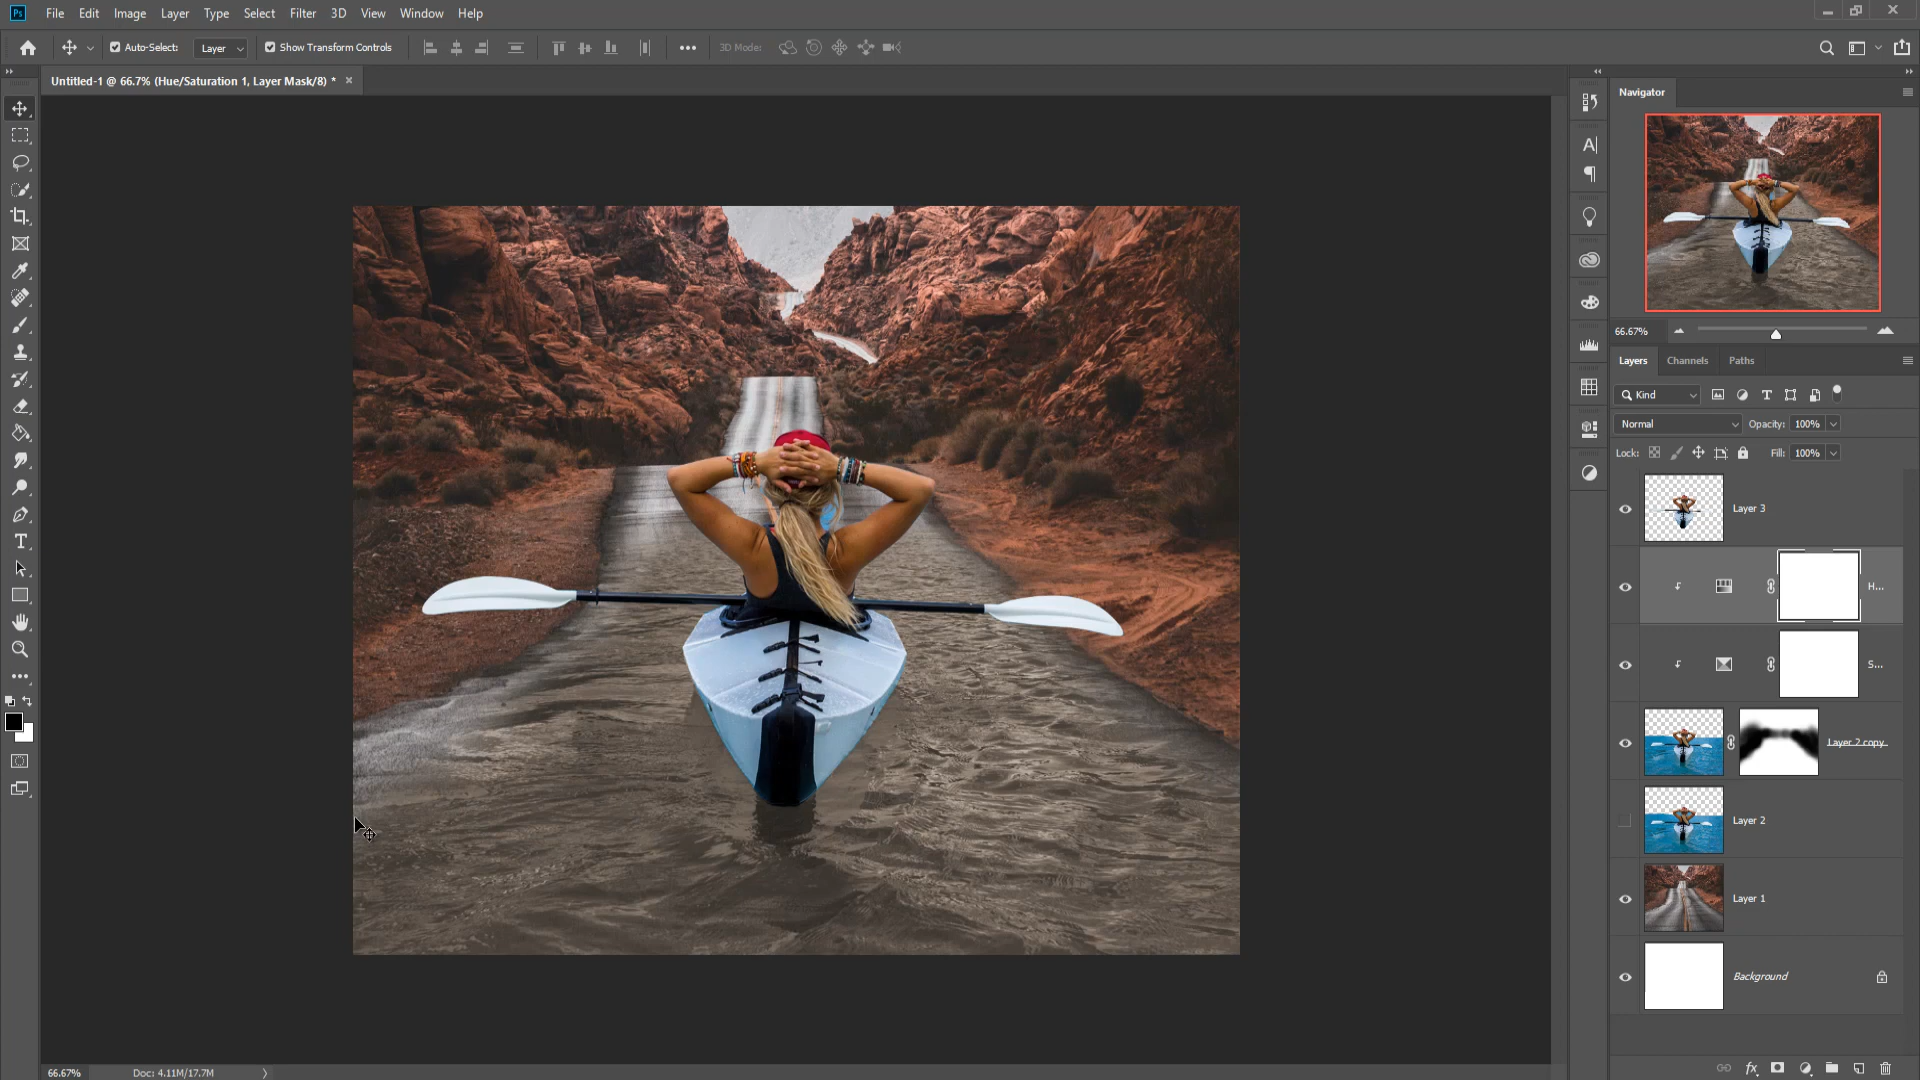 Ps File Edit Image Layer Type Select Filter 3D View Window Help
Auto-Select: Layer Show Transform Controls 3D Mode:
Untitled-1 @ 66.7% (Hue/Saturation 1, Layer Mask/8) *
Navigator
66.67%
Layers Channels Paths
Kind
Normal Opacity: 100%
Lock: Fill: 100%
Layer 3
H...
S...
Layer 2 copy
Layer 2
Layer 1
Background
66.67% Doc: 4.11M/17.7M